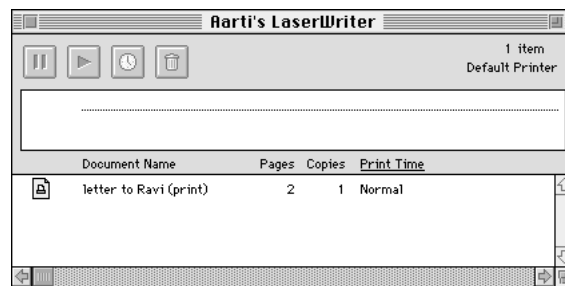 Aarti's LaserWriter
1 item
Default Printer
Document Name Pages Copies Print Time
letter to Ravi (print) 2 1 Normal